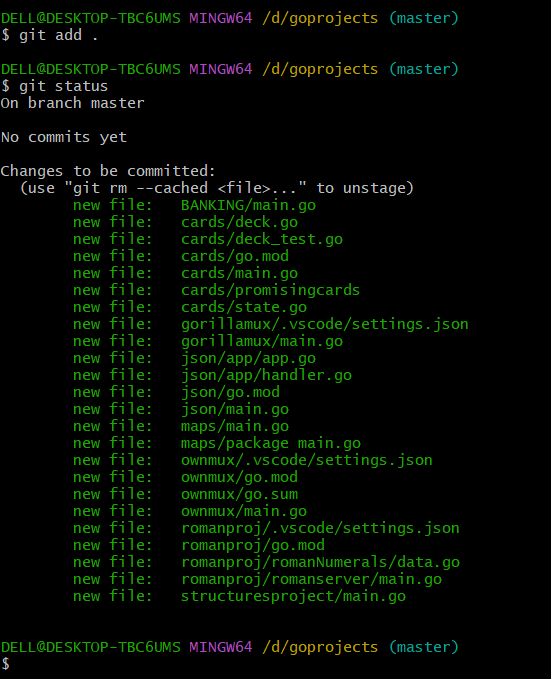 DELL@DESKTOP-TBC6UMS MINGW64 /d/goprojects (master)
$ git add .
DELL@DESKTOP-TBC6UMS MINGW64 /d/goprojects (master)
$ git status
On branch master
No commits yet
Changes to be committed:
  (use "git rm --cached <file>..." to unstage)
        new file:   BANKING/main.go
        new file:   cards/deck.go
        new file:   cards/deck_test.go
        new file:   cards/go.mod
        new file:   cards/main.go
        new file:   cards/promisingcards
        new file:   cards/state.go
        new file:   gorillamux/.vscode/settings.json
        new file:   gorillamux/main.go
        new file:   json/app/app.go
        new file:   json/app/handler.go
        new file:   json/go.mod
        new file:   json/main.go
        new file:   maps/main.go
        new file:   maps/package main.go
        new file:   ownmux/.vscode/settings.json
        new file:   ownmux/go.mod
        new file:   ownmux/go.sum
        new file:   ownmux/main.go
        new file:   romanproj/.vscode/settings.json
        new file:   romanproj/go.mod
        new file:   romanproj/romanNumerals/data.go
        new file:   romanproj/romanserver/main.go
        new file:   structuresproject/main.go
DELL@DESKTOP-TBC6UMS MINGW64 /d/goprojects (master)
$